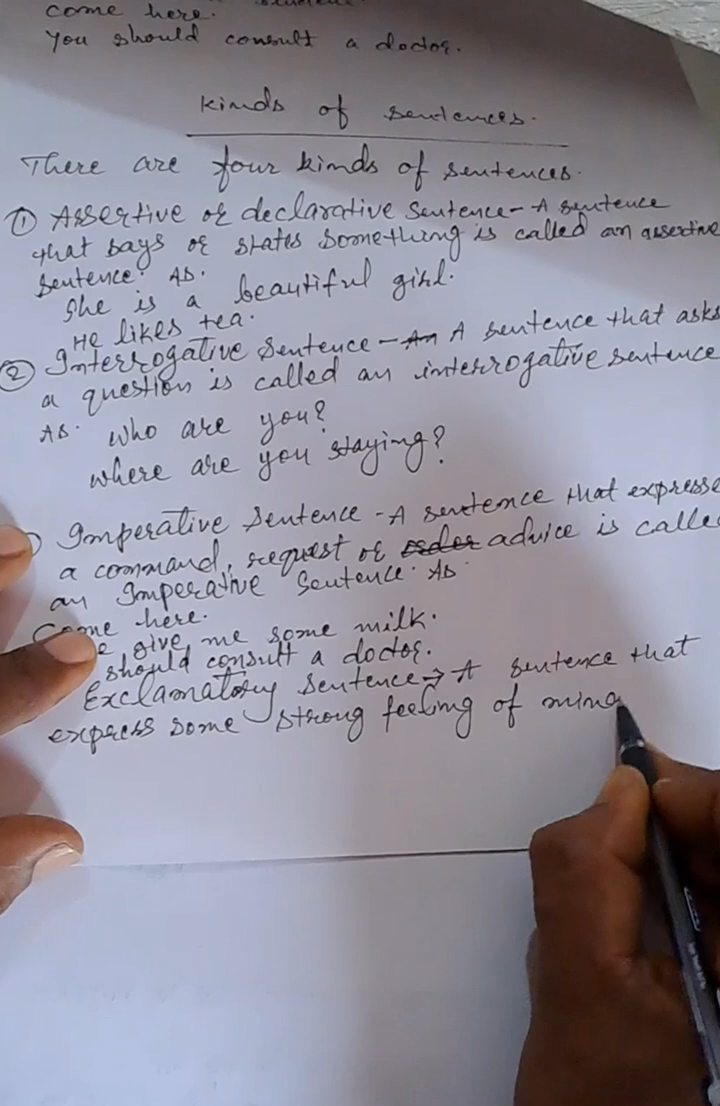 come here.
You should consult a doctor.
Kinds of sentences.
There are four kinds of sentences.
① Assertive or declarative sentence - A sentence
that says or states something is called an assertive
sentence. As.
She is a beautiful girl.
He likes tea.
② Interrogative sentence - An A sentence that asks
a question is called an interrogative sentence
As. Who are you?
Where are you staying?
Imperative sentence - A sentence that expresse
a command, request or order advice is calle
an Imperative sentence. As
Come here.
give me some milk.
should consult a doctor.
Exclamatory sentence → A sentence that
express some strong feeling of mind